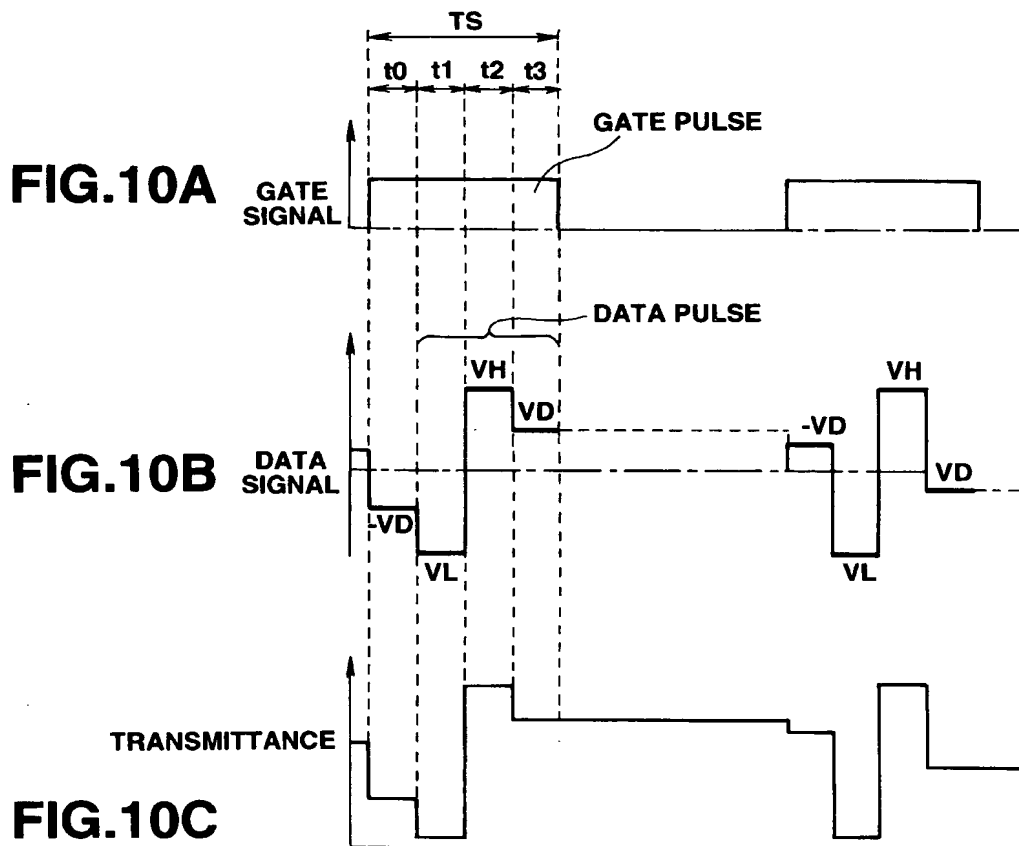 TS
t0 t1 t2 t3
GATE PULSE
FIG.10A
GATE
SIGNAL
DATA PULSE
VH
VD
-VD
VL
FIG.10B
DATA
SIGNAL
VH
-VD
VD
VL
TRANSMITTANCE
FIG.10C